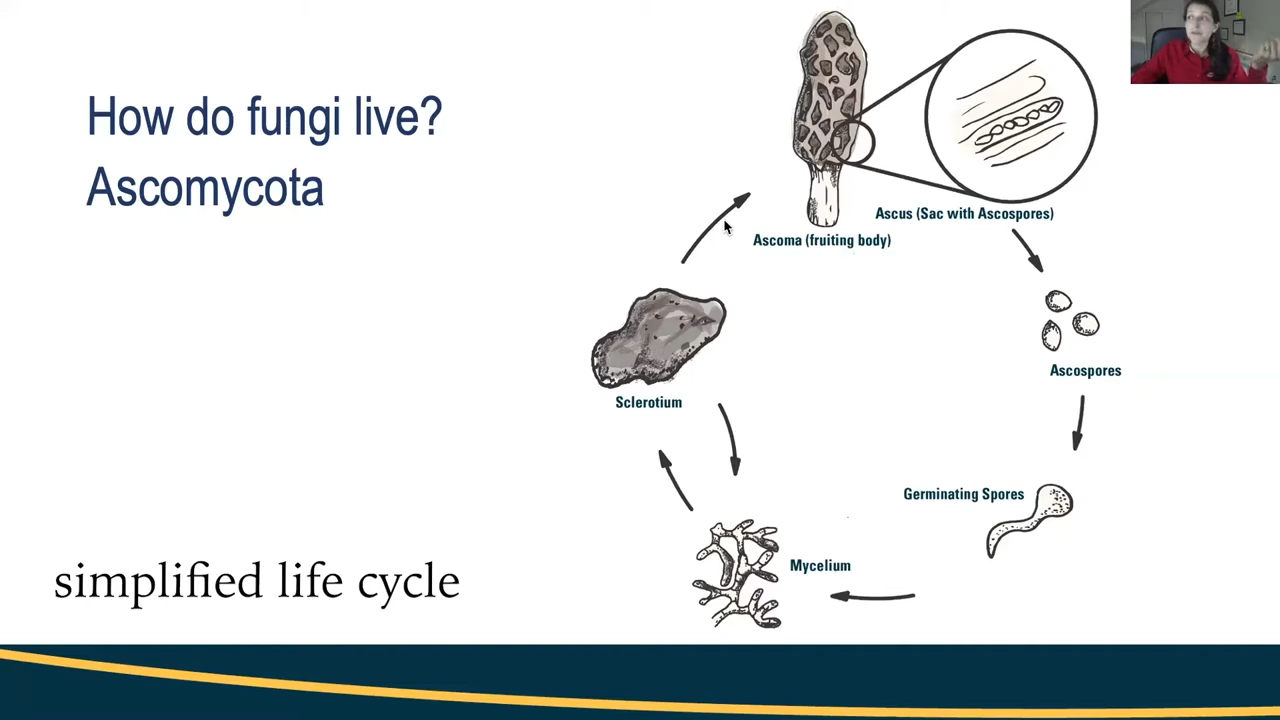 How do fungi live?
Ascomycota
Ascus (Sac with Ascospores)
Ascoma (fruiting body)
Ascospores
Sclerotium
Germinating Spores
Mycelium
simplified life cycle